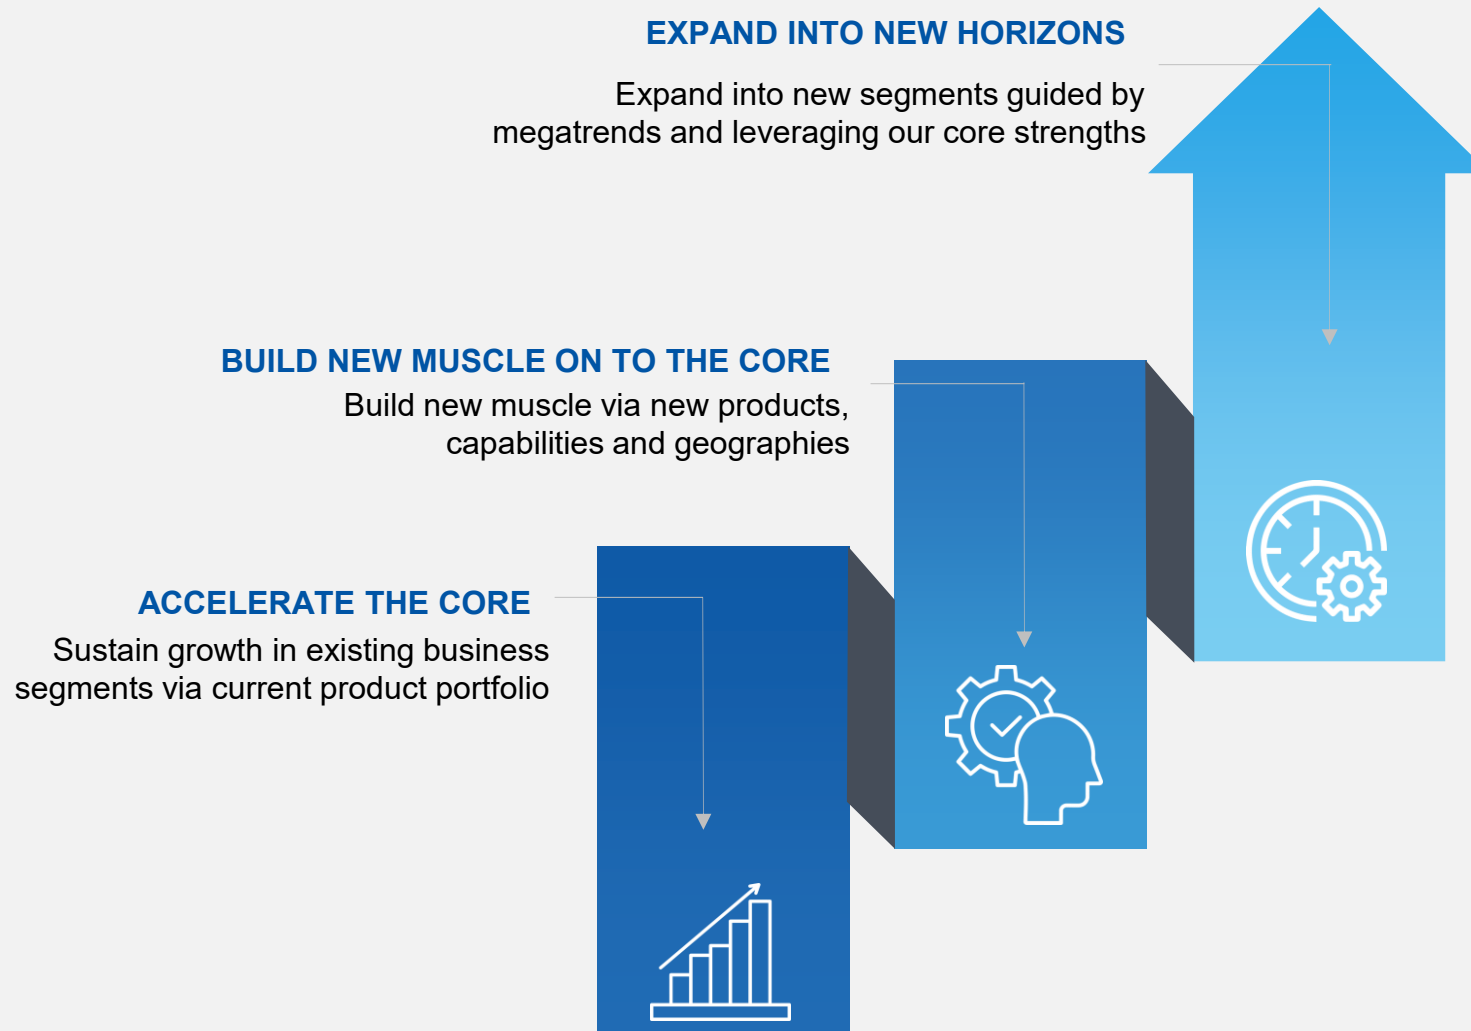 EXPAND INTO NEW HORIZONS
Expand into new segments guided by
megatrends and leveraging our core strengths
BUILD NEW MUSCLE ON TO THE CORE
Build new muscle via new products,
capabilities and geographies
ACCELERATE THE CORE
Sustain growth in existing business
segments via current product portfolio